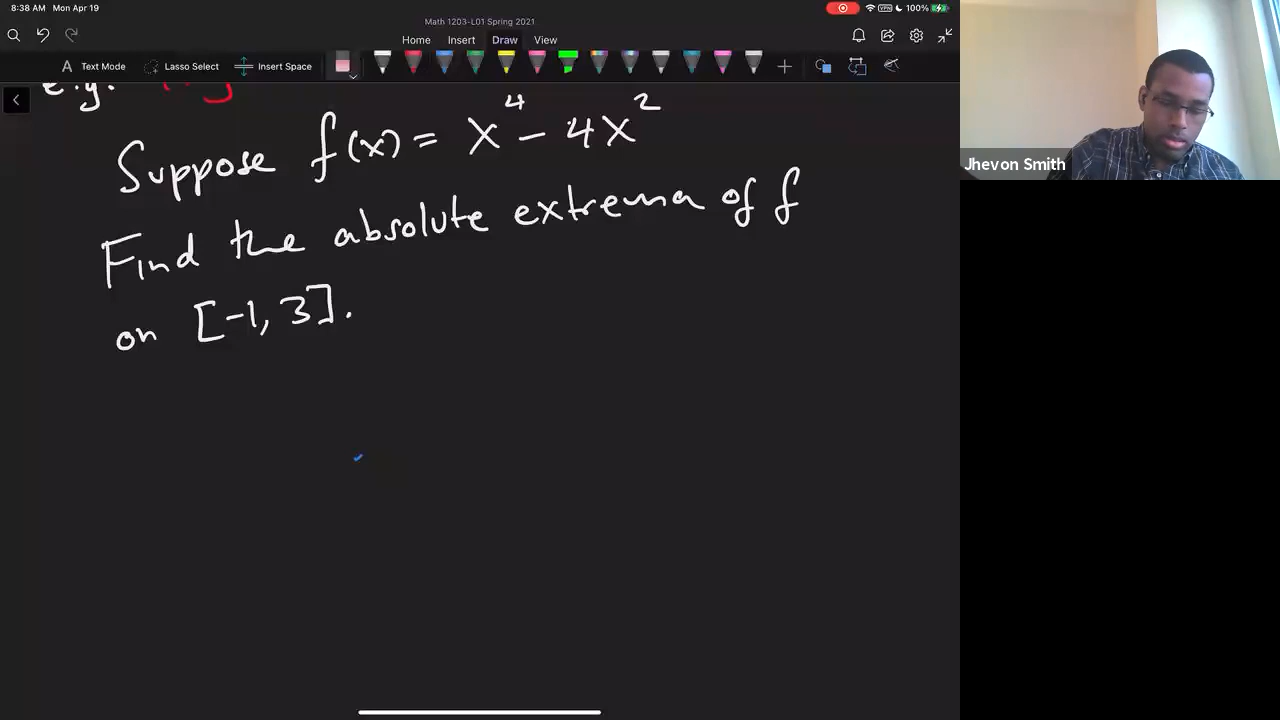 8:38 AM Mon Apr 19
100%
Math 1203-L01 Spring 2021
Home Insert Draw View
Text Mode Lasso Select Insert Space
e.g.
Suppose f(x) = x⁴ - 4x²
Find the absolute extrema of f
on [-1, 3].
Jhevon Smith